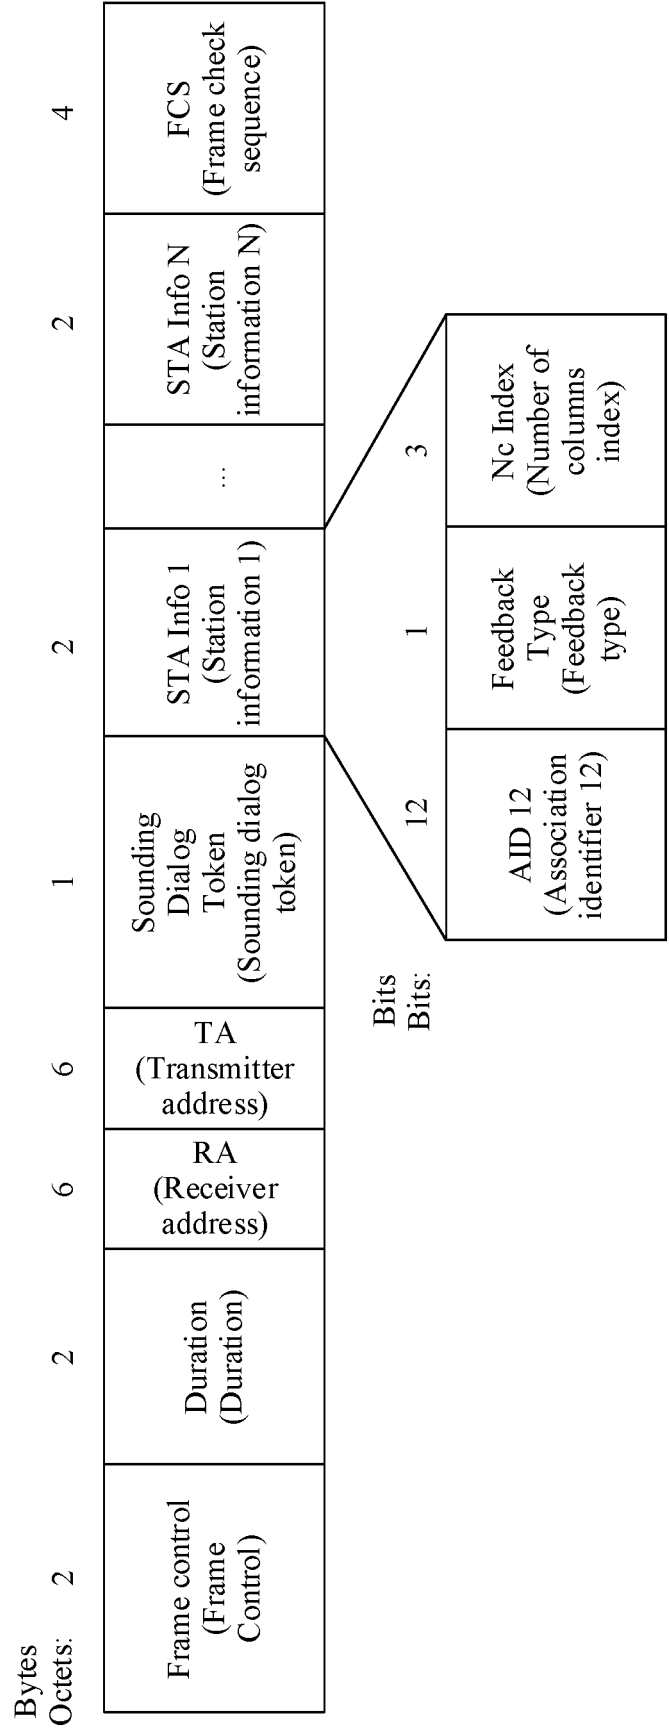 Bytes
Octets:
2
2
6
6
1
2
2
4
Frame control
(Frame
Control)
Duration
(Duration)
RA
(Receiver
address)
TA
(Transmitter
address)
Sounding
Dialog
Token
(Sounding dialog
token)
STA Info 1
(Station
information 1)
...
STA Info N
(Station
information N)
FCS
(Frame check
sequence)
Bits
Bits:
12
1
3
AID 12
(Association
identifier 12)
Feedback
Type
(Feedback
type)
Nc Index
(Number of
columns
index)